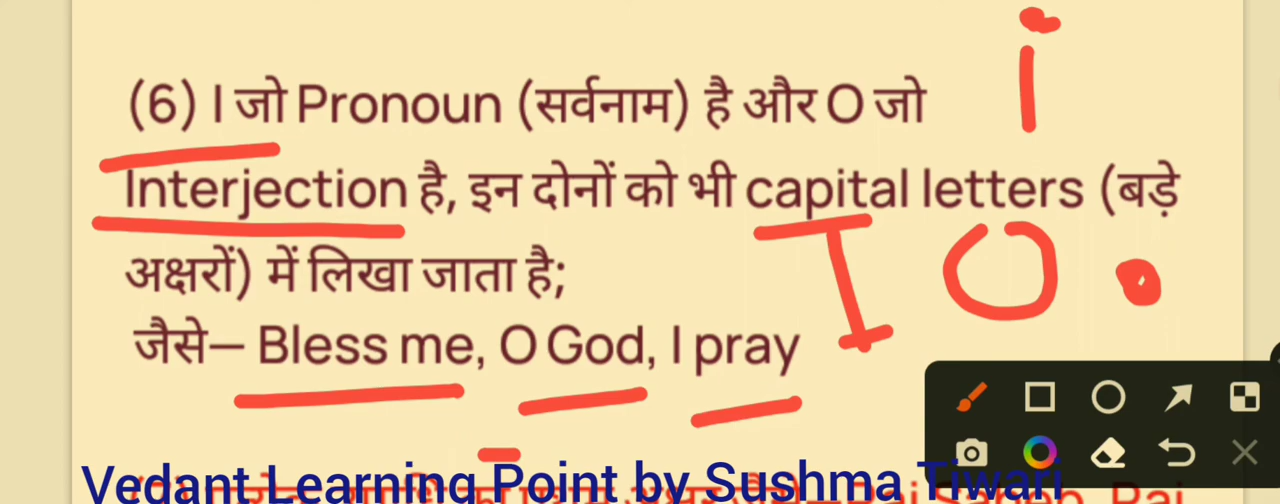 (6) I जो Pronoun (सर्वनाम) है और O जो
i
Interjection है, इन दोनों को भी capital letters (बड़े
अक्षरों) में लिखा जाता है;
I O o
जैसे— Bless me, O God, I pray
Vedant Learning Point by Sushma Tiwari